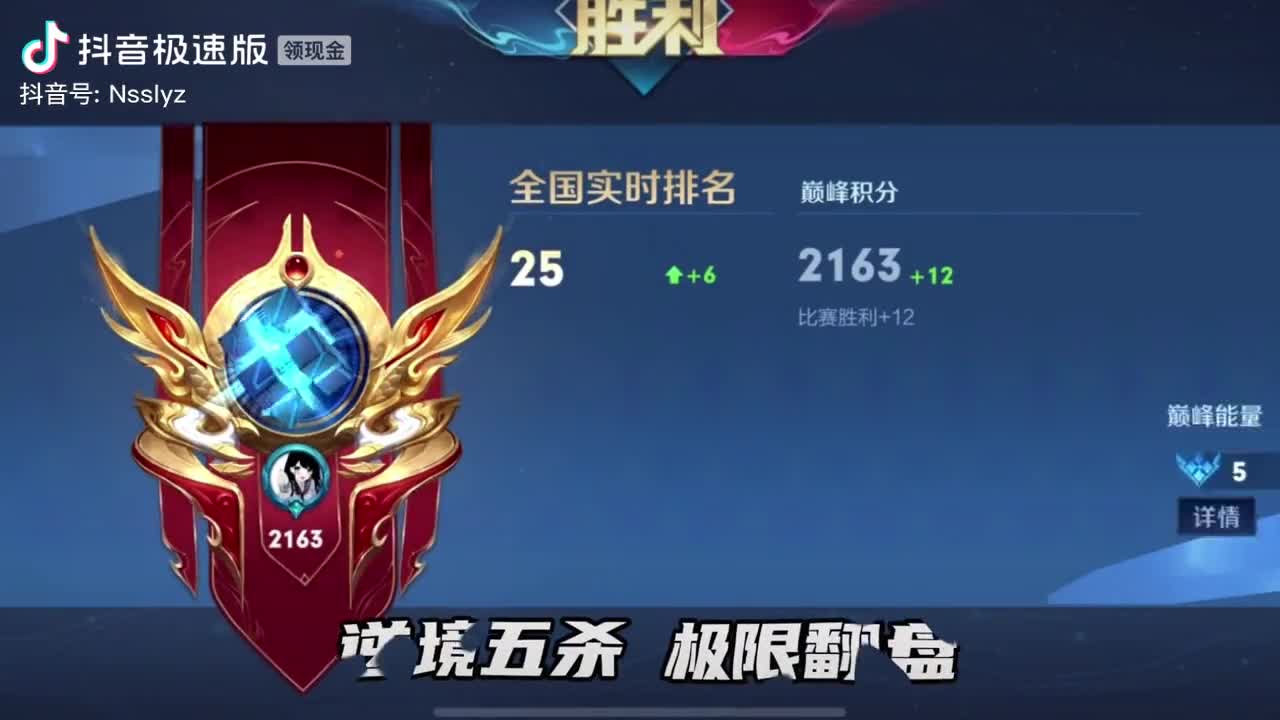 胜利
抖音极速版 领现金
抖音号: Nsslyz
全国实时排名 巅峰积分
25 +6 2163 +12
比赛胜利+12
巅峰能量
5
详情
2163
逆境五杀 极限翻盘